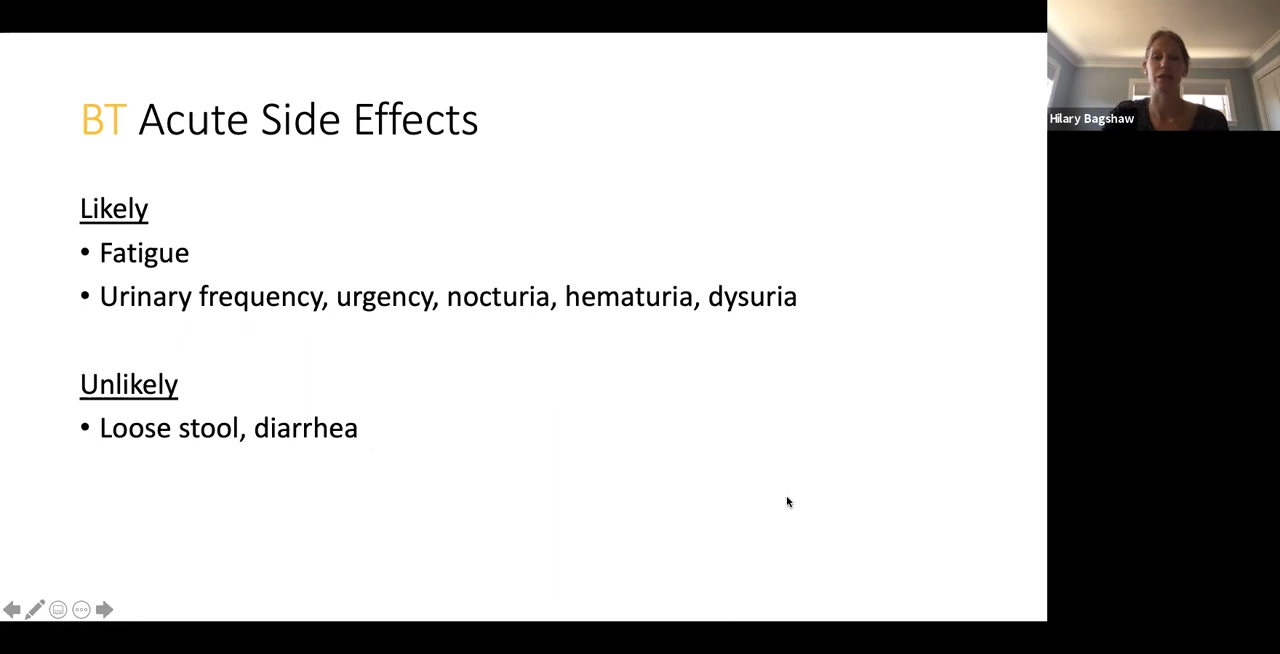 BT Acute Side Effects
Likely
• Fatigue
• Urinary frequency, urgency, nocturia, hematuria, dysuria
Unlikely
• Loose stool, diarrhea
Hilary Bagshaw